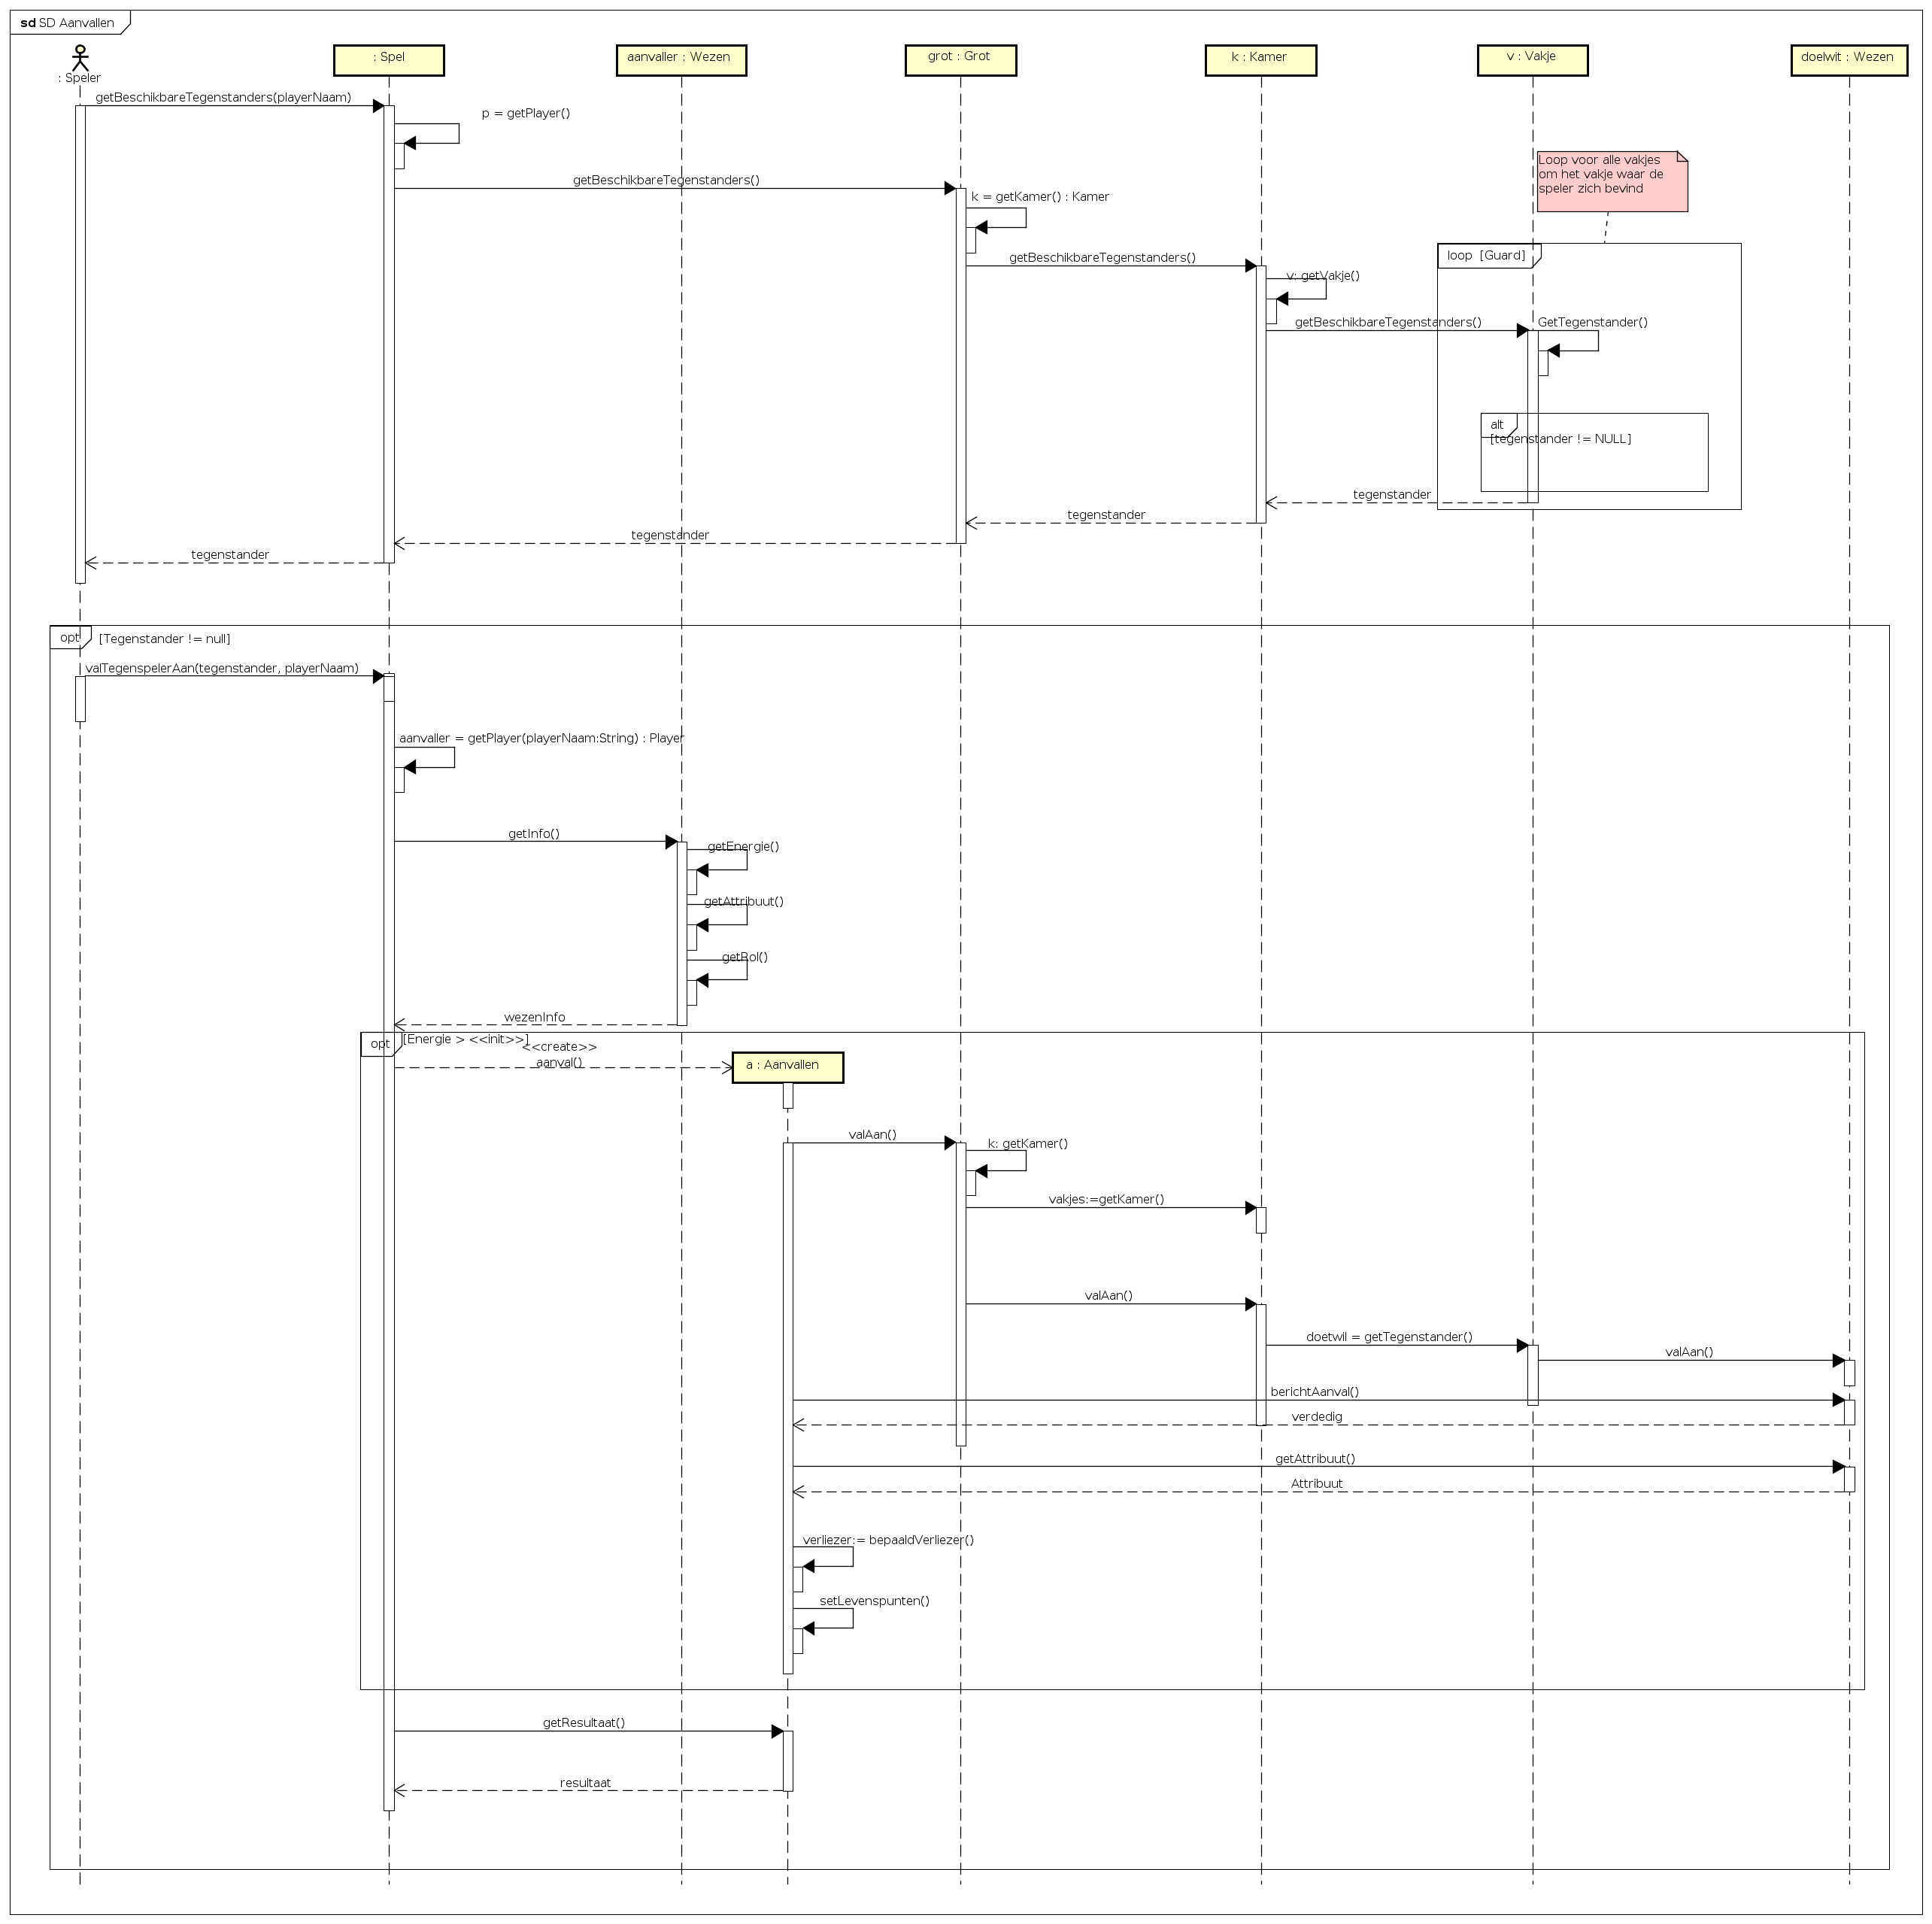 sd SD Aanvallen
: Speler
: Spel
aanvaller : Wezen
grot : Grot
k : Kamer
v : Vakje
doelwit : Wezen
getBeschikbareTegenstanders(playerNaam)
p = getPlayer()
Loop voor alle vakjes
om het vakje waar de
speler zich bevind
getBeschikbareTegenstanders()
k = getKamer() : Kamer
loop [Guard]
getBeschikbareTegenstanders()
v: getVakje()
getBeschikbareTegenstanders()
GetTegenstander()
alt
[tegenstander != NULL]
tegenstander
tegenstander
tegenstander
tegenstander
opt
[Tegenstander != null]
valTegenspelerAan(tegenstander, playerNaam)
aanvaller = getPlayer(playerNaam:String) : Player
getInfo()
getEnergie()
getAttribuut()
getRol()
wezenInfo
opt
[Energie > <<init>>]
<<create>>
aanval()
a : Aanvallen
valAan()
k: getKamer()
vakjes:=getKamer()
valAan()
doetwil = getTegenstander()
valAan()
berichtAanval()
verdedig
getAttribuut()
Attribuut
verliezer:= bepaaldVerliezer()
setLevenspunten()
getResultaat()
resultaat